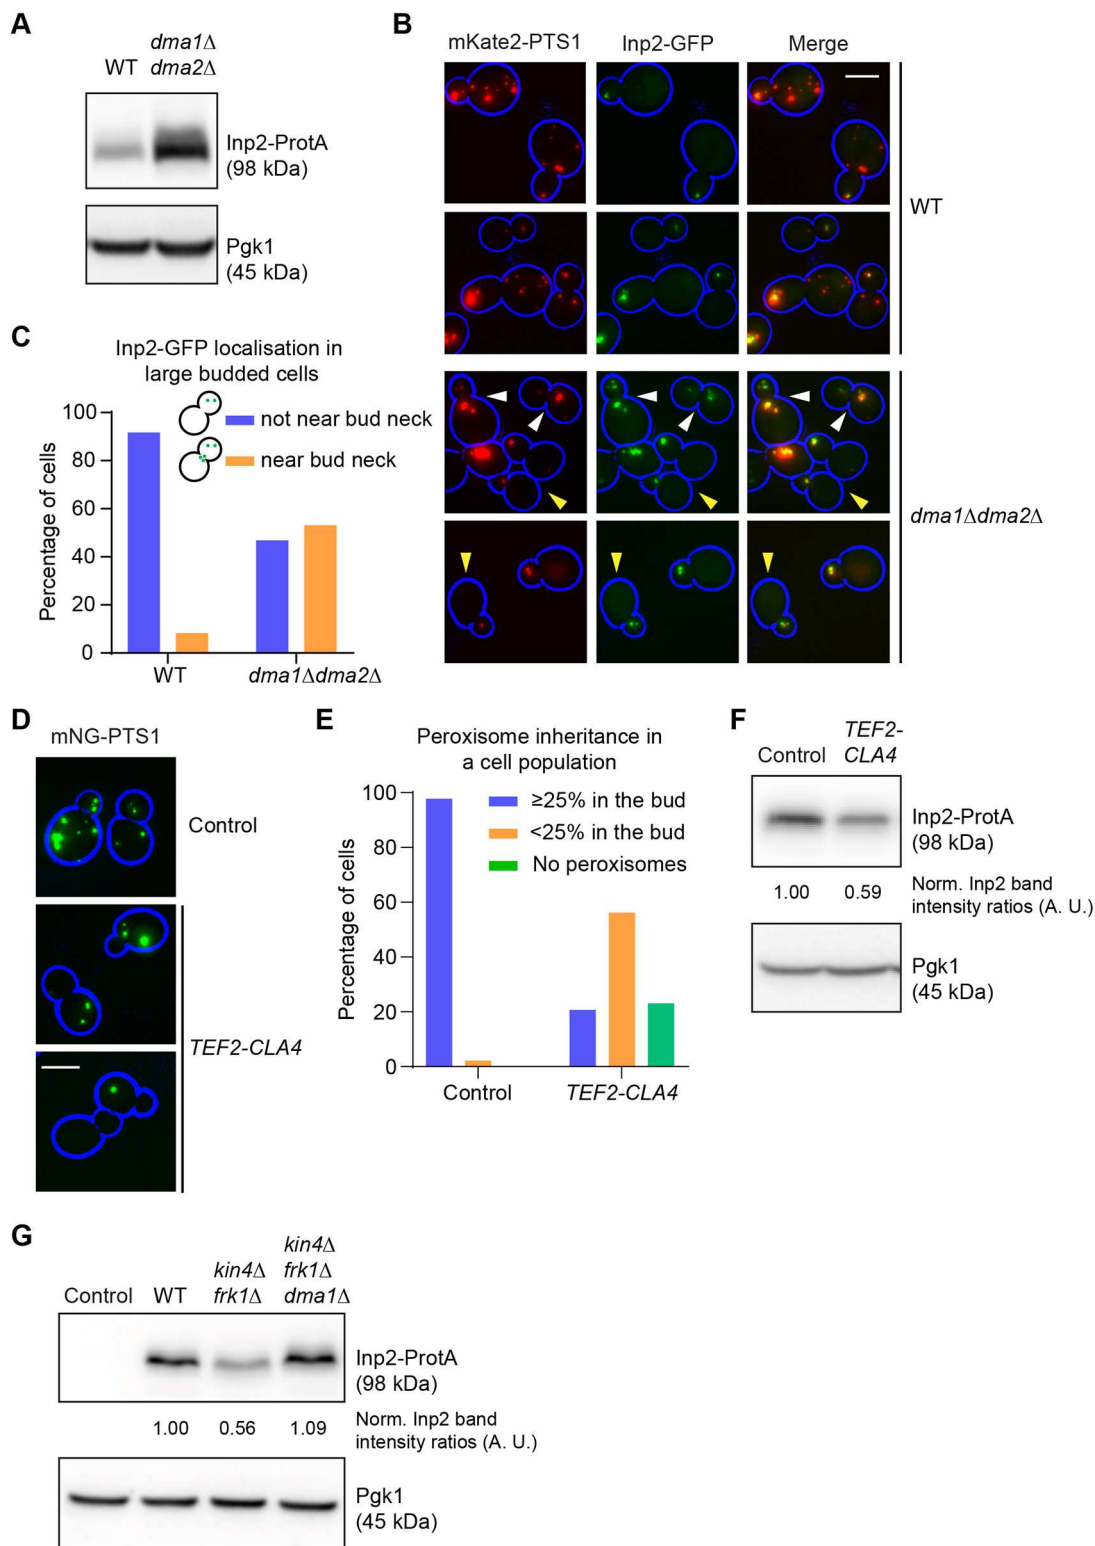 A
WT
dma1Δ
dma2Δ
Inp2-ProtA
(98 kDa)
Pgk1
(45 kDa)
B
mKate2-PTS1
Inp2-GFP
Merge
WT
dma1Δdma2Δ
C
Inp2-GFP localisation in
large budded cells
not near bud neck
near bud neck
Percentage of cells
100
80
60
40
20
0
WT
dma1Δdma2Δ
D
mNG-PTS1
Control
TEF2-CLA4
E
Peroxisome inheritance in
a cell population
≥25% in the bud
<25% in the bud
No peroxisomes
Percentage of cells
100
80
60
40
20
0
Control
TEF2-CLA4
F
Control
TEF2-
CLA4
Inp2-ProtA
(98 kDa)
1.00 0.59
Norm. Inp2 band
intensity ratios (A. U.)
Pgk1
(45 kDa)
G
Control
WT
kin4Δ
frk1Δ
kin4Δ
frk1Δ
dma1Δ
Inp2-ProtA
(98 kDa)
1.00 0.56 1.09
Norm. Inp2 band
intensity ratios (A. U.)
Pgk1
(45 kDa)